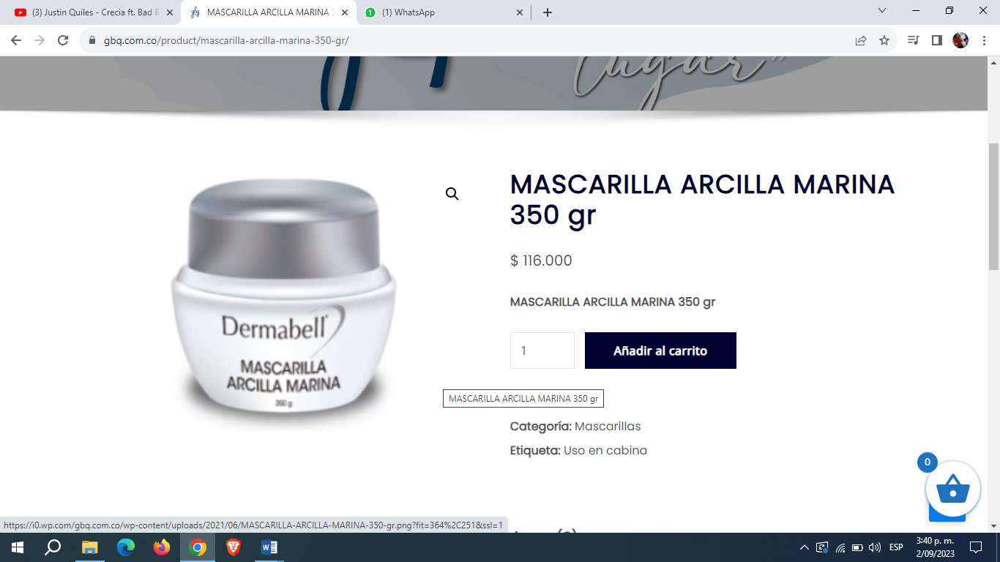 (3) Justin Quiles - Crecia ft. Bad B
MASCARILLA ARCILLA MARINA 3
(1) WhatsApp
gbq.com.co/product/mascarilla-arcilla-marina-350-gr/
Lugar"
MASCARILLA ARCILLA MARINA
350 gr
$ 116.000
MASCARILLA ARCILLA MARINA 350 gr
1
Añadir al carrito
Dermabell
MASCARILLA
ARCILLA MARINA
350 g
MASCARILLA ARCILLA MARINA 350 gr
Categoría: Mascarillas
Etiqueta: Uso en cabina
0
https://i0.wp.com/gbq.com.co/wp-content/uploads/2021/06/MASCARILLA-ARCILLA-MARINA-350-gr.png?fit=364%2C251&ssl=1
ESP
3:40 p. m.
2/09/2023